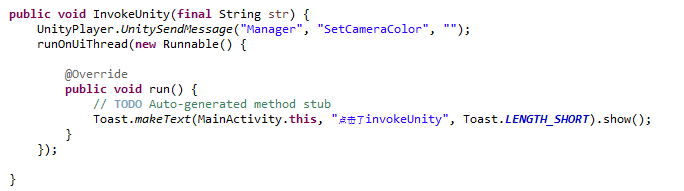 public void InvokeUnity(final String str) {
    UnityPlayer.UnitySendMessage("Manager", "SetCameraColor", "");
    runOnUiThread(new Runnable() {
        @Override
        public void run() {
            // TODO Auto-generated method stub
            Toast.makeText(MainActivity.this, "点击了invokeUnity", Toast.LENGTH_SHORT).show();
        }
    });
}